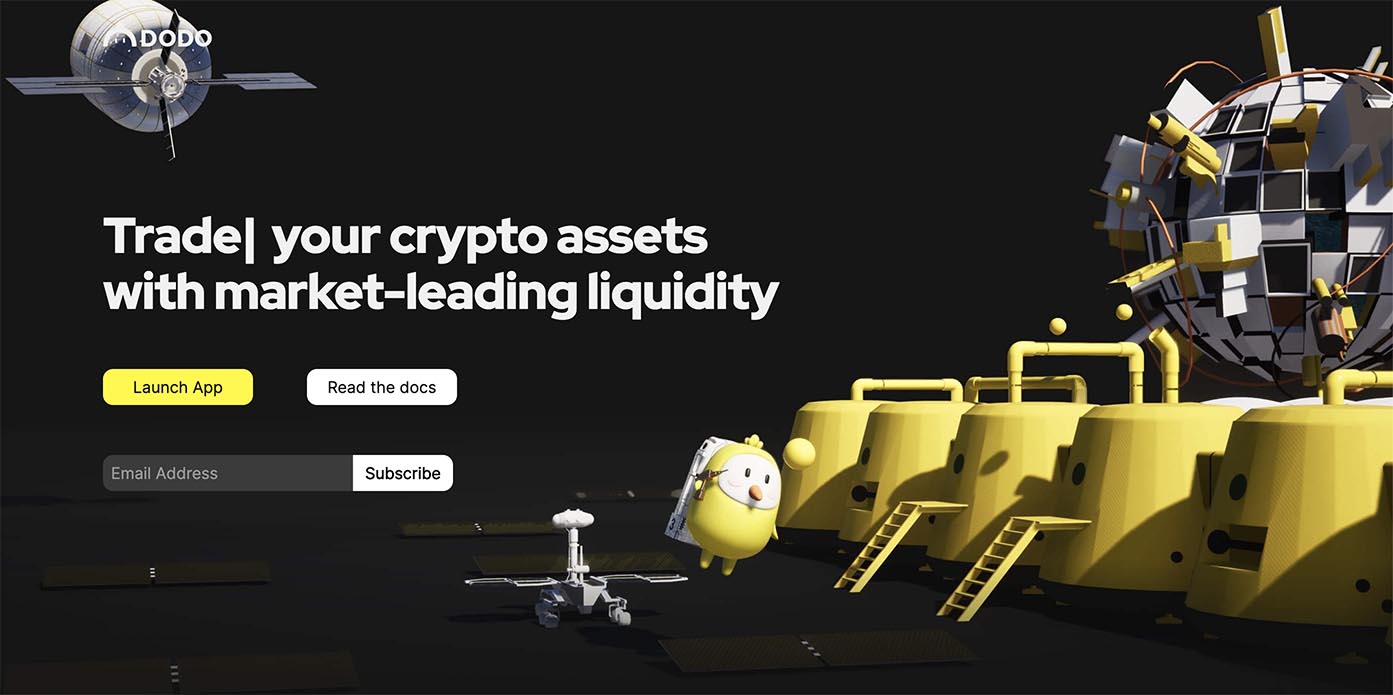 DODO
Trade| your crypto assets
with market-leading liquidity
Launch App
Read the docs
Email Address
Subscribe